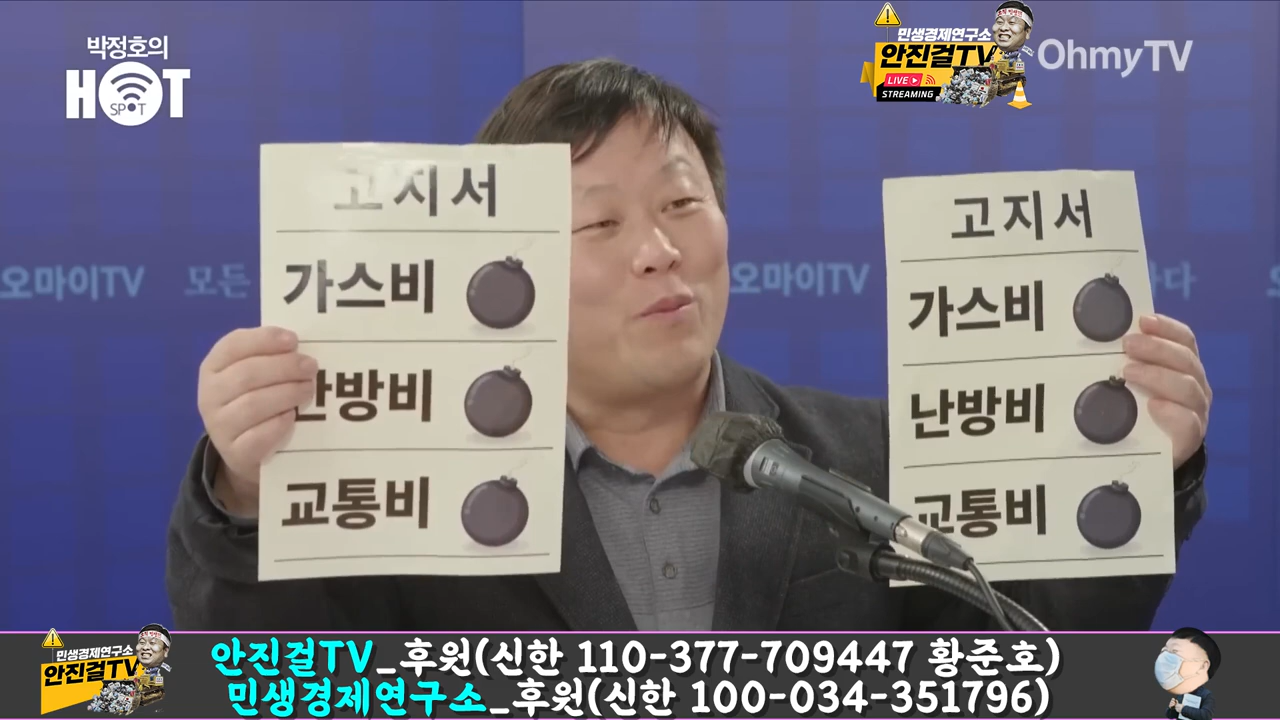 박정호의
HOT
SPOT
민생경제연구소
안진걸TV
LIVE
STREAMING
OhmyTV
고지서
가스비
난방비
교통비
고지서
가스비
난방비
교통비
오마이TV
모든
오마이TV
민생경제연구소
안진걸TV
안진걸TV_후원(신한 110-377-709447 황준호)
민생경제연구소_후원(신한 100-034-351796)